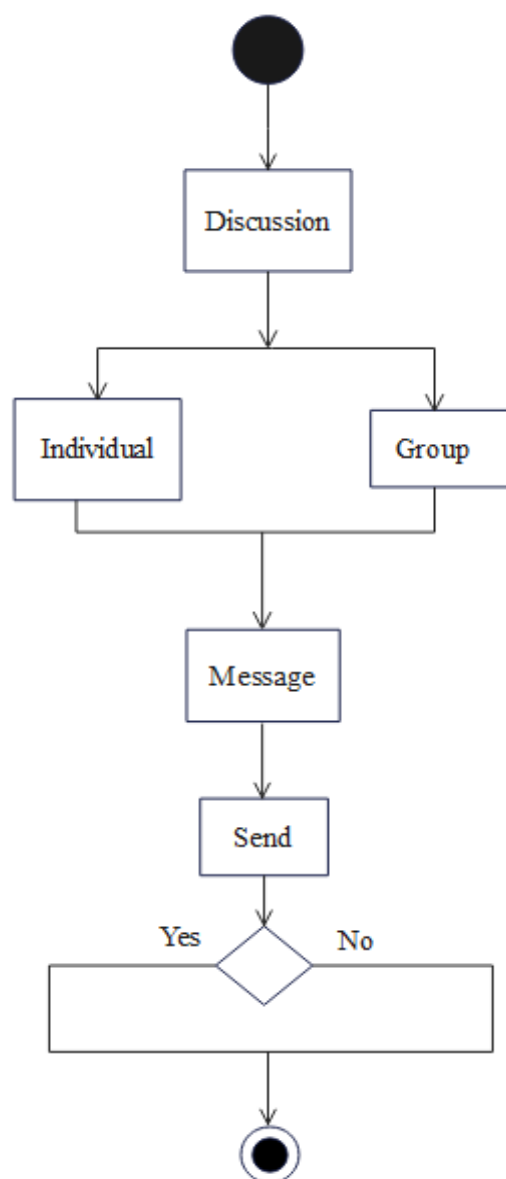 Discussion
Individual
Group
Message
Send
Yes
No